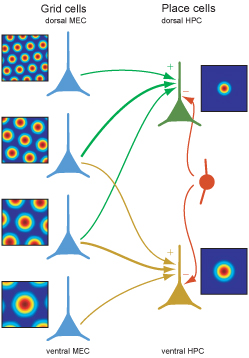 Grid cells
dorsal MEC
Place cells
dorsal HPC
+
−
+
−
ventral MEC
ventral HPC